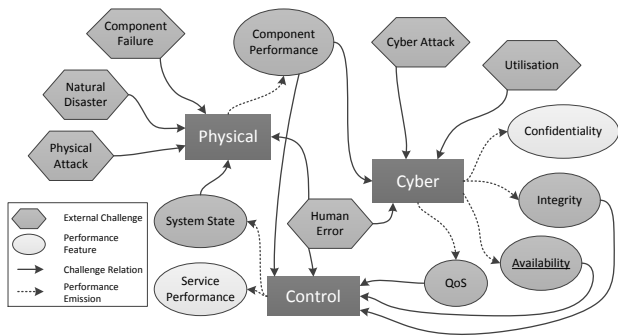 Component
Failure
Component
Performance
Cyber Attack
Utilisation
Natural
Disaster
Physical
Confidentiality
Physical
Attack
Cyber
Integrity
System State
Human
Error
Availability
External Challenge
Performance
Feature
Challenge Relation
Performance
Emission
Service
Performance
Control
QoS